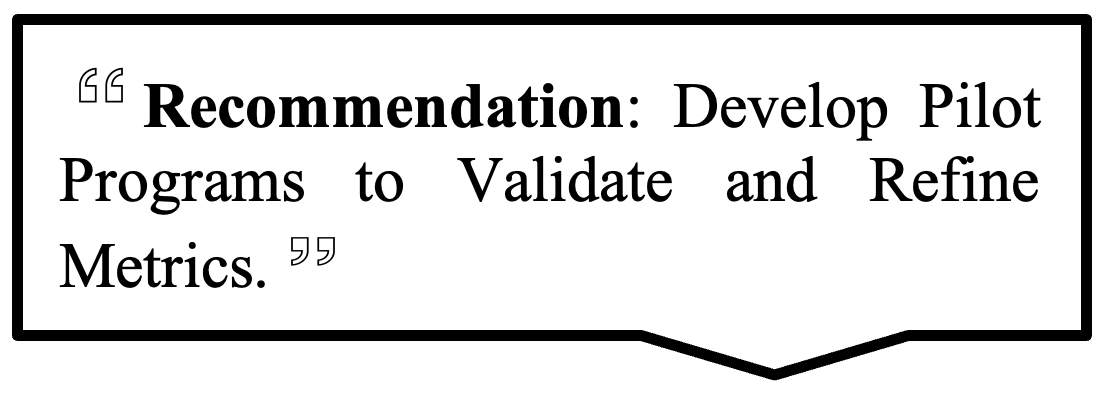 “ Recommendation: Develop Pilot
Programs to Validate and Refine
Metrics. ”